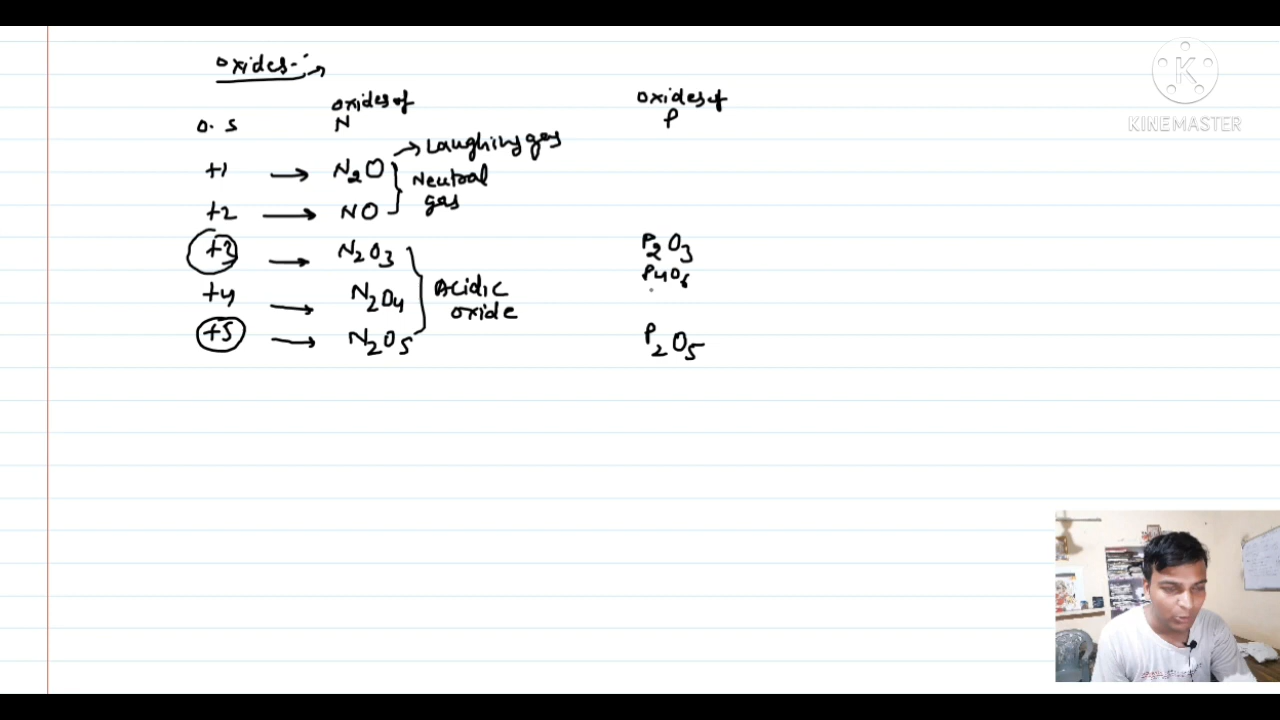 Oxides:-
O. S
oxides of
N
oxides of
P
+1 → N2O → Laughing gas
Neutral
gas
+2 → NO
+3 → N2O3 P2O3
P4O6
+4 → N2O4 Acidic
oxide
+5 → N2O5 P2O5
KINEMASTER